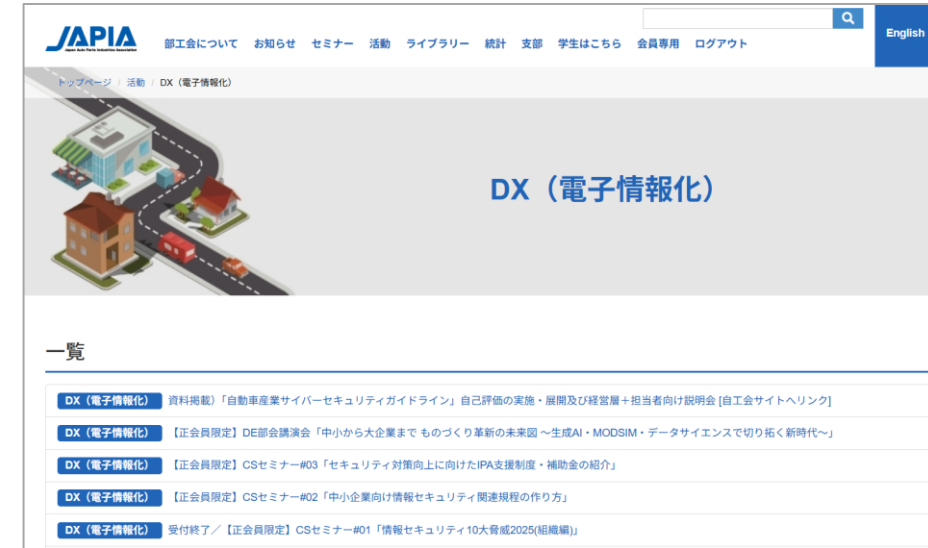 JAPIA
Japan Auto Parts Industries Association
部工会について お知らせ セミナー 活動 ライブラリー 統計 支部 学生はこちら 会員専用 ログアウト
English
トップページ / 活動 / DX（電子情報化）
DX（電子情報化）
一覧
DX（電子情報化） 資料掲載）「自動車産業サイバーセキュリティガイドライン」自己評価の実施・展開及び経営層＋担当者向け説明会 [自工会サイトへリンク]
DX（電子情報化） 【正会員限定】DE部会講演会「中小から大企業まで ものづくり革新の未来図 ～生成AI・MODSIM・データサイエンスで切り拓く新時代～」
DX（電子情報化） 【正会員限定】CSセミナー#03「セキュリティ対策向上に向けたIPA支援制度・補助金の紹介」
DX（電子情報化） 【正会員限定】CSセミナー#02「中小企業向け情報セキュリティ関連規程の作り方」
DX（電子情報化） 受付終了／【正会員限定】CSセミナー#01「情報セキュリティ10大脅威2025(組織編)」